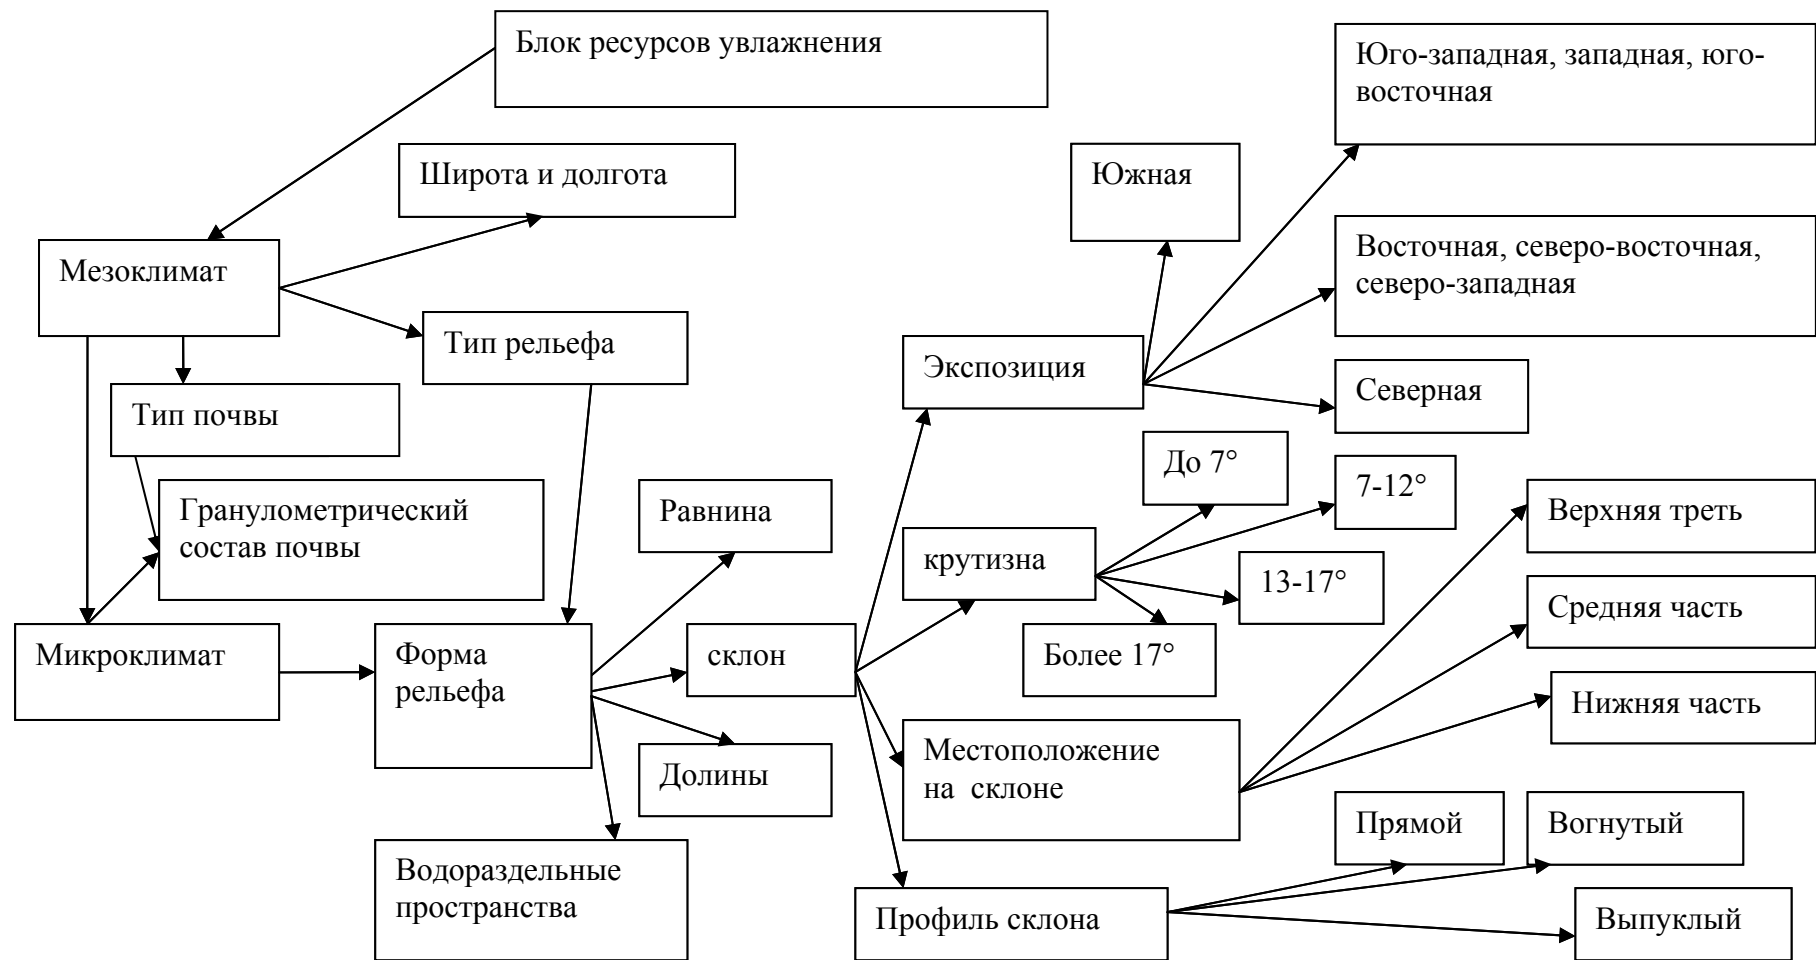 Блок ресурсов увлажнения
Юго-западная, западная, юго-
восточная
Широта и долгота
Южная
Мезоклимат
Восточная, северо-восточная,
северо-западная
Тип рельефа
Экспозиция
Северная
Тип почвы
До 7°
7-12°
Гранулометрический
состав почвы
Равнина
Верхняя треть
крутизна
13-17°
Средняя часть
Микроклимат
Форма
рельефа
склон
Более 17°
Нижняя часть
Местоположение
на  склоне
Долины
Прямой
Вогнутый
Водораздельные
пространства
Профиль склона
Выпуклый